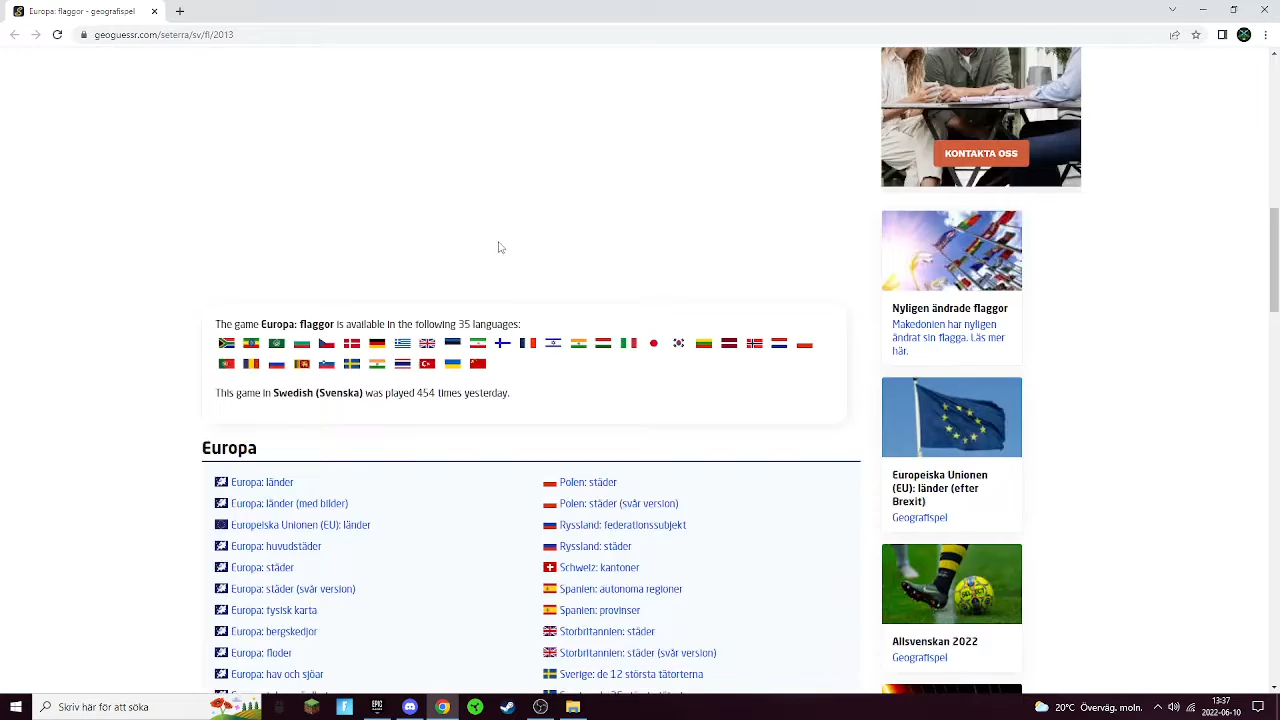 Europa: flaggor - geografispel
geoguessr.com/seterra/sv/fl/2013
KONTAKTA OSS
Nyligen ändrade flaggor
Makedonien har nyligen
ändrat sin flagga. Läs mer
här.
The game Europa: flaggor is available in the following 35 languages:
This game in Swedish (Svenska) was played 454 times yesterday.
Europeiska Unionen
(EU): länder (efter
Brexit)
Geografispel
Allsvenskan 2022
Geografispel
Europa
Europa: länder
Europa: länder (med bilder)
Europeiska Unionen (EU): länder
Europa: huvudstäder
Europa: städer
Europa: städer (svår version)
Europa: fysisk karta
Europa: bergskedjor
Europa: floder
Europa: hav och sjöar
Polen: städer
Polen: städer (svår version)
Ryssland: federationssubjekt
Ryssland: städer
Schweiz: kantoner
Spanien: autonoma regioner
Spanien: provinser
Storbritannien: städer
Storbritannien: städer (svår version)
Sverige: de 12 största tätorterna
Skriv här för att söka
EPIC
20°C Överväg. moln.
13:37
2022-06-10